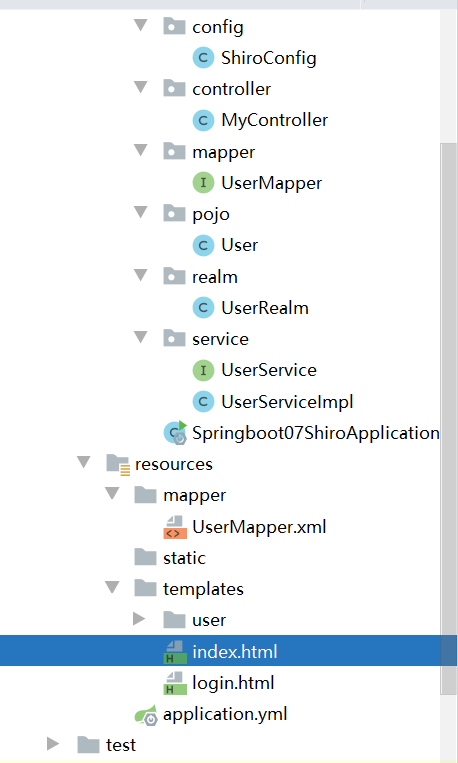 config
ShiroConfig
controller
MyController
mapper
UserMapper
pojo
User
realm
UserRealm
service
UserService
UserServiceImpl
Springboot07ShiroApplication
resources
mapper
UserMapper.xml
static
templates
user
index.html
login.html
application.yml
test